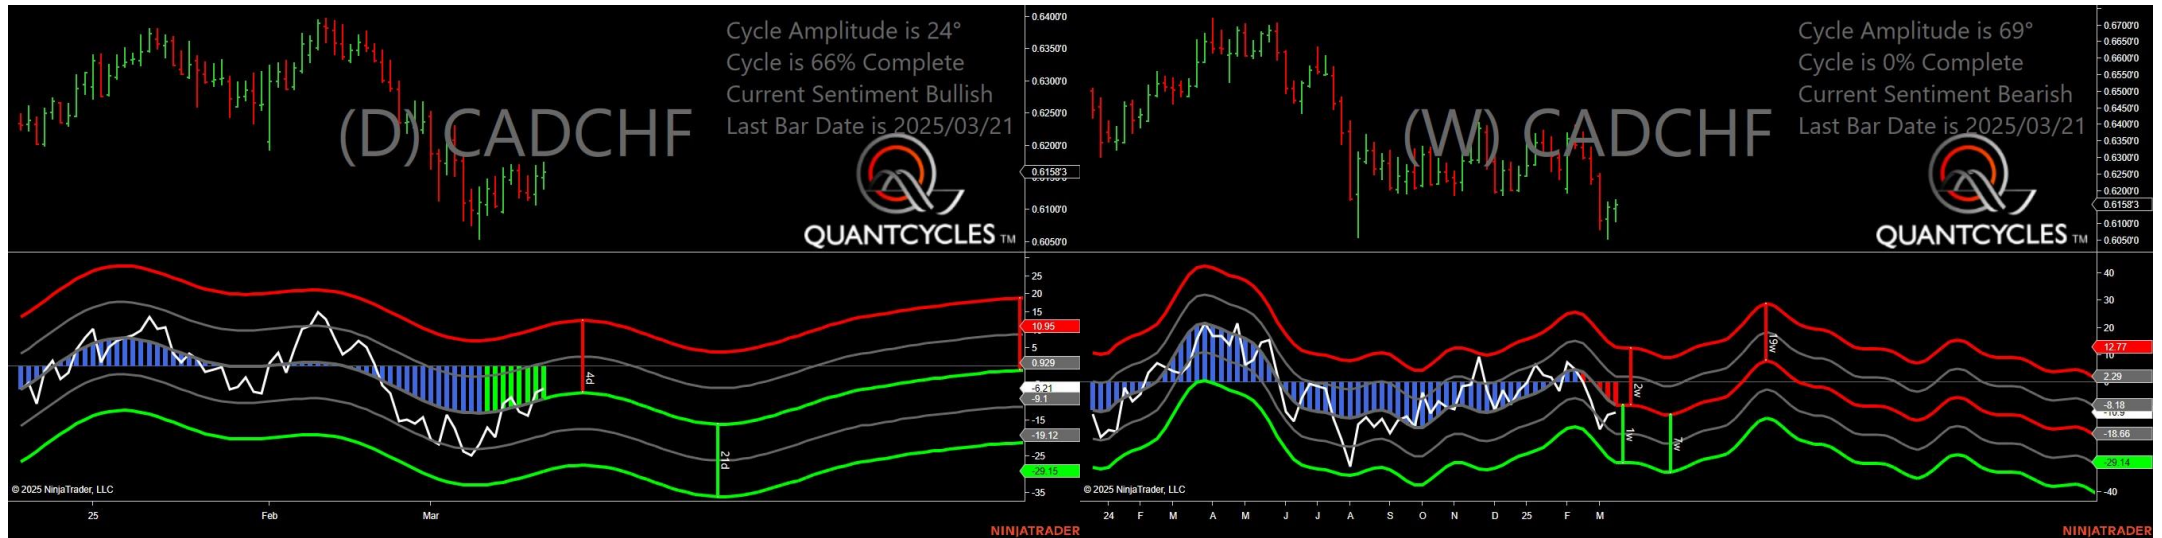 Cycle Amplitude is 24°
Cycle is 66% Complete
Current Sentiment Bullish
Last Bar Date is 2025/03/21
(D) CADCHF
QUANTCYCLES TM
0.6400'0
0.6350'0
0.6300'0
0.6250'0
0.6200'0
0.6158'3
0.6100'0
0.6050'0
25
20
15
10.95
5
0.929
-6.21
-9.1
-15
-19.12
-25
-29.15
-35
4d
21d
© 2025 NinjaTrader, LLC
25 Feb Mar
NINJATRADER
Cycle Amplitude is 69°
Cycle is 0% Complete
Current Sentiment Bearish
Last Bar Date is 2025/03/21
(W) CADCHF
QUANTCYCLES TM
0.6700'0
0.6650'0
0.6600'0
0.6550'0
0.6500'0
0.6450'0
0.6400'0
0.6350'0
0.6300'0
0.6250'0
0.6200'0
0.6158'3
0.6100'0
0.6050'0
40
30
20
12.77
10
2.29
-8.18
-10.9
-18.66
-29.14
-40
2w
1w
7w
19w
© 2025 NinjaTrader, LLC
24 F M A M J J A S O N D 25 F M
NINJATRADER